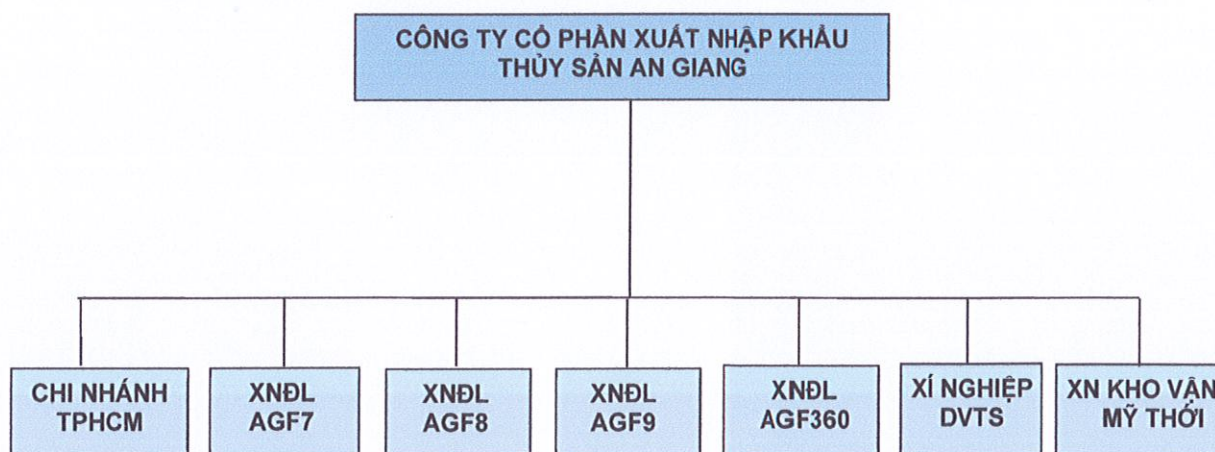 CÔNG TY CỔ PHẦN XUẤT NHẬP KHẨU
THỦY SẢN AN GIANG
CHI NHÁNH
TPHCM
XNĐL
AGF7
XNĐL
AGF8
XNĐL
AGF9
XNĐL
AGF360
XÍ NGHIỆP
DVTS
XN KHO VẬN
MỸ THỚI